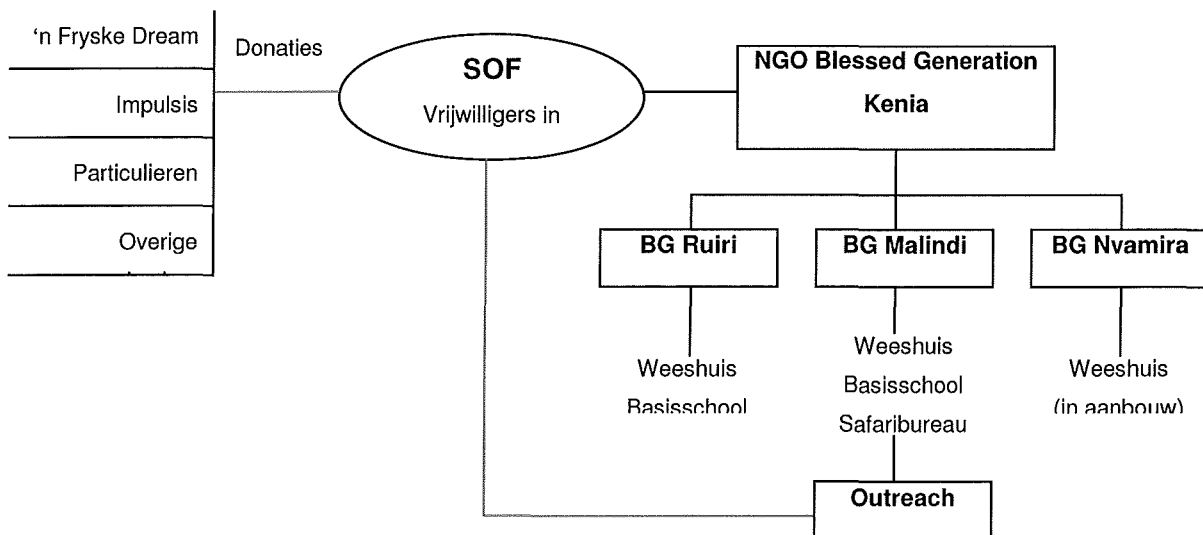 ‘n Fryske Dream
Impulsis
Particulieren
Overige
Donaties
SOF
Vrijwilligers in
NGO Blessed Generation
Kenia
BG Ruiri
BG Malindi
BG Nvamira
Weeshuis
Basisschool
Weeshuis
Basisschool
Safaribureau
Weeshuis
(in aanbouw)
Outreach